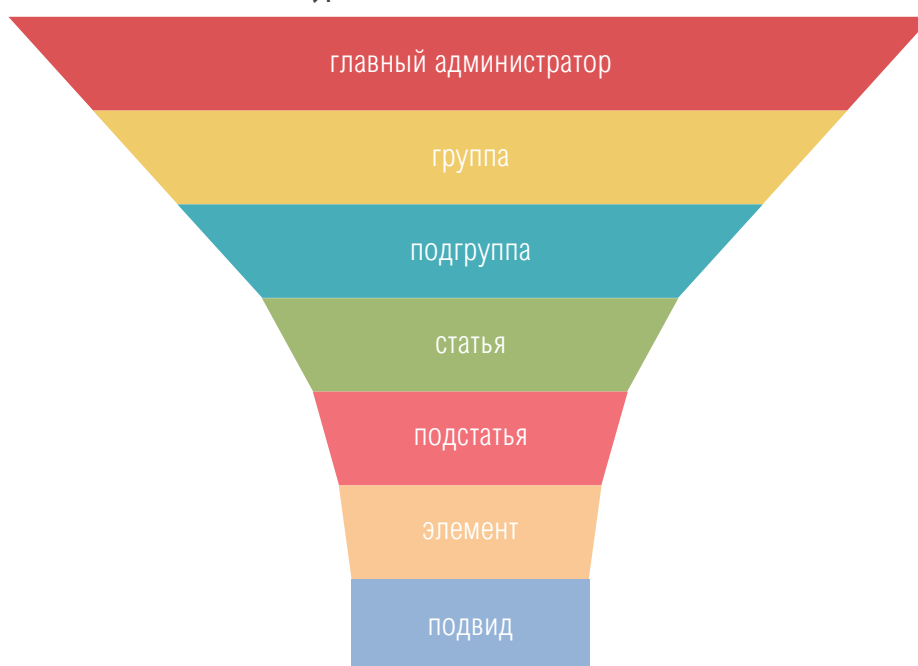 главный администратор
группа
подгруппа
статья
подстатья
элемент
подвид